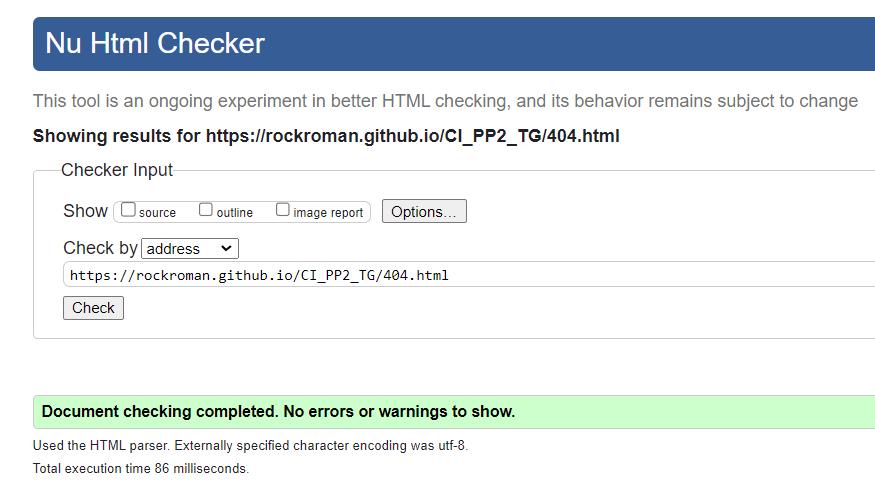 Nu Html Checker
This tool is an ongoing experiment in better HTML checking, and its behavior remains subject to change
Showing results for https://rockroman.github.io/CI_PP2_TG/404.html
Checker Input
Show source outline image report Options...
Check by address
https://rockroman.github.io/CI_PP2_TG/404.html
Check
Document checking completed. No errors or warnings to show.
Used the HTML parser. Externally specified character encoding was utf-8.
Total execution time 86 milliseconds.